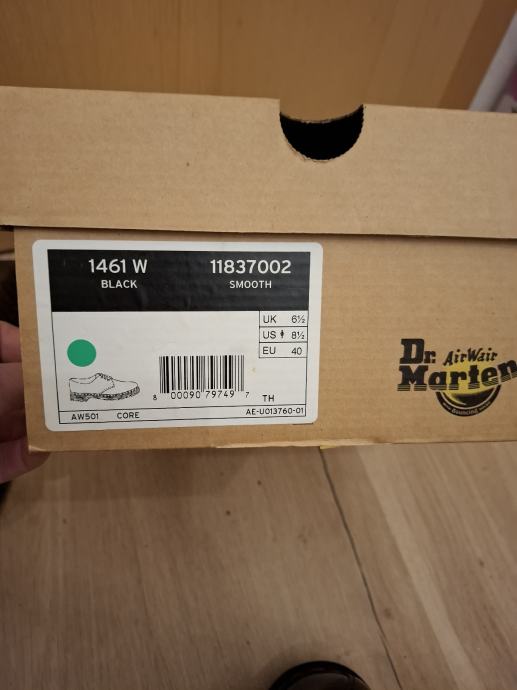 1461 W
BLACK
11837002
SMOOTH
UK 6½
US 8½
EU 40
8 00090 79749 7
TH
AW501 CORE
AE-U013760-01
Dr. AirWair
Marten
Bouncing